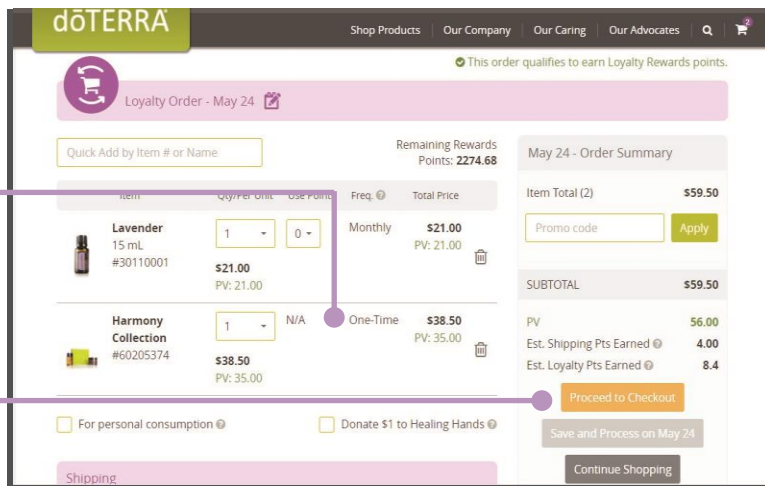 dōTERRA
Shop Products Our Company Our Caring Our Advocates 2
This order qualifies to earn Loyalty Rewards points.
Loyalty Order - May 24
Quick Add by Item # or Name
Remaining Rewards
Points: 2274.68
Item Qty/Per Unit Use Points Freq. Total Price
Lavender
15 mL
#30110001
1
0
Monthly
$21.00
PV: 21.00
$21.00
PV: 21.00
Harmony
Collection
#60205374
1
N/A
One-Time
$38.50
PV: 35.00
$38.50
PV: 35.00
For personal consumption
Donate $1 to Healing Hands
Shipping
May 24 - Order Summary
Item Total (2) $59.50
Promo code Apply
SUBTOTAL $59.50
PV 56.00
Est. Shipping Pts Earned 4.00
Est. Loyalty Pts Earned 8.4
Proceed to Checkout
Save and Process on May 24
Continue Shopping